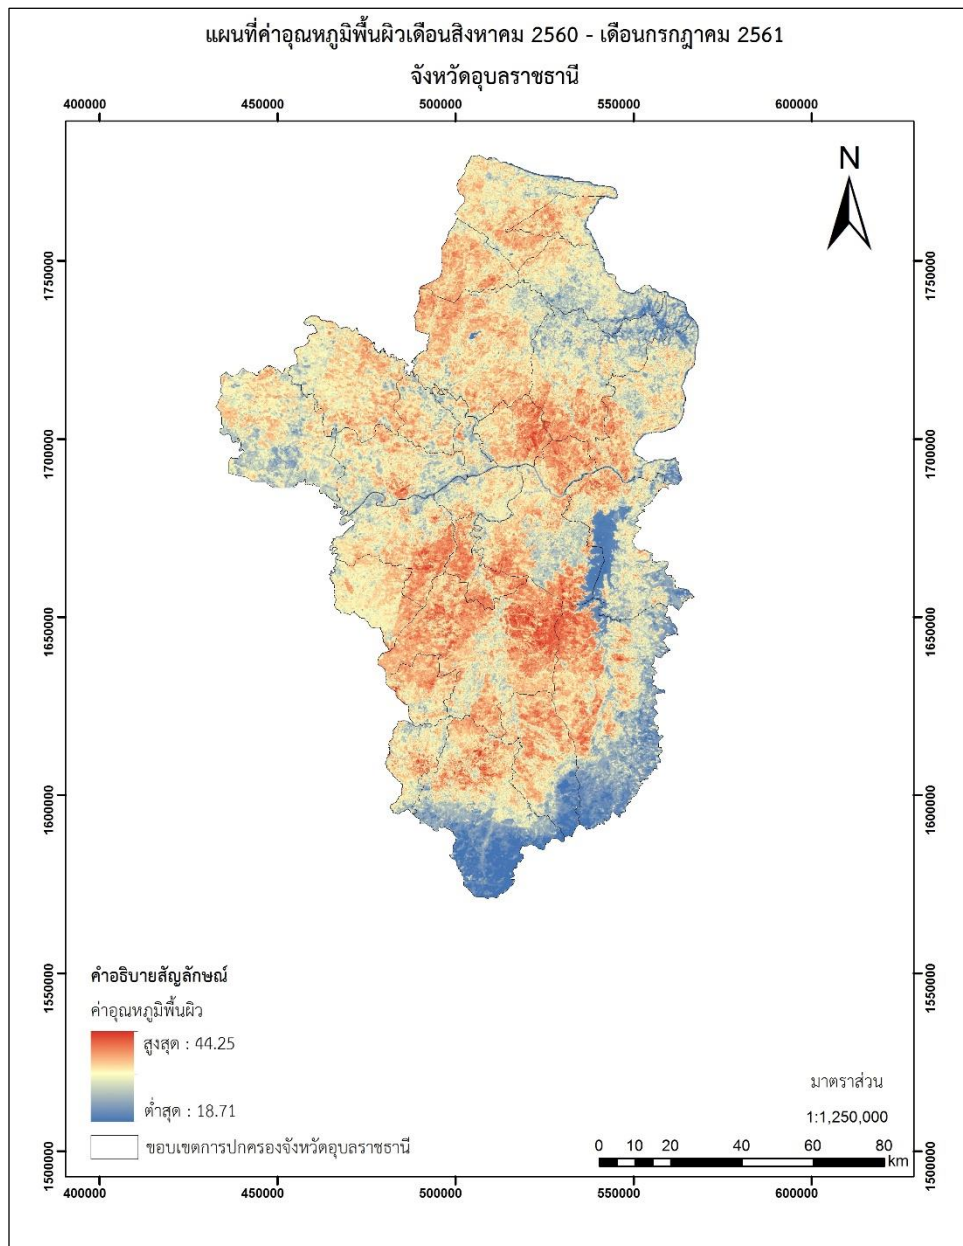 แผนที่ค่าอุณหภูมิพื้นผิวเดือนสิงหาคม 2560 - เดือนกรกฎาคม 2561
จังหวัดอุบลราชธานี
400000 450000 500000 550000 600000
N
1750000 1750000
1700000 1700000
1650000 1650000
1600000 1600000
1550000 1550000
1500000 1500000
คำอธิบายสัญลักษณ์
ค่าอุณหภูมิพื้นผิว
สูงสุด : 44.25
ต่ำสุด : 18.71
ขอบเขตการปกครองจังหวัดอุบลราชธานี
มาตราส่วน
1:1,250,000
0 10 20 40 60 80
km
400000 450000 500000 550000 600000